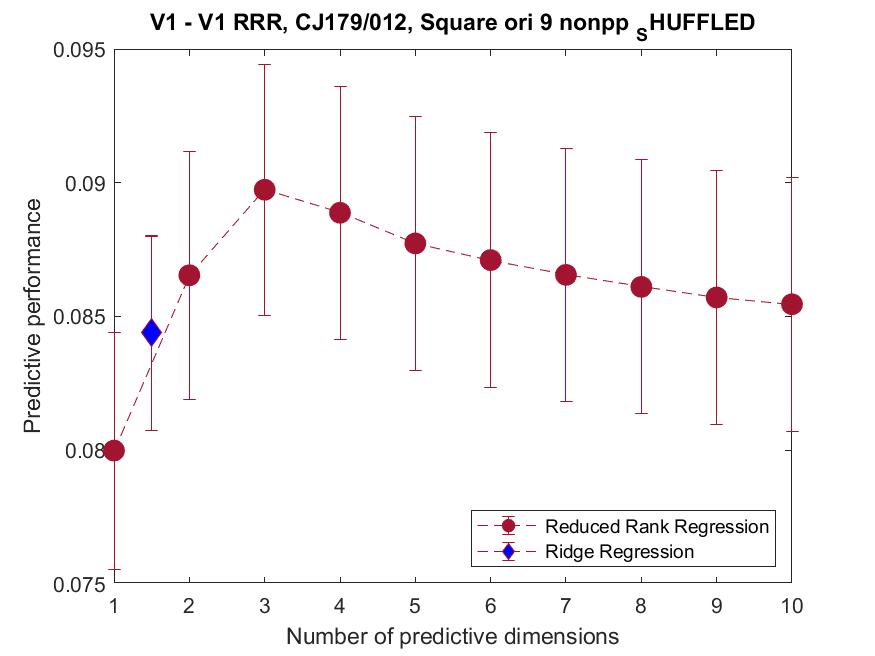 V1 - V1 RRR, CJ179/012, Square ori 9 nonpp SHUFFLED
0.095
0.09
0.085
0.08
0.075
Predictive performance
1 2 3 4 5 6 7 8 9 10
Number of predictive dimensions
Reduced Rank Regression
Ridge Regression